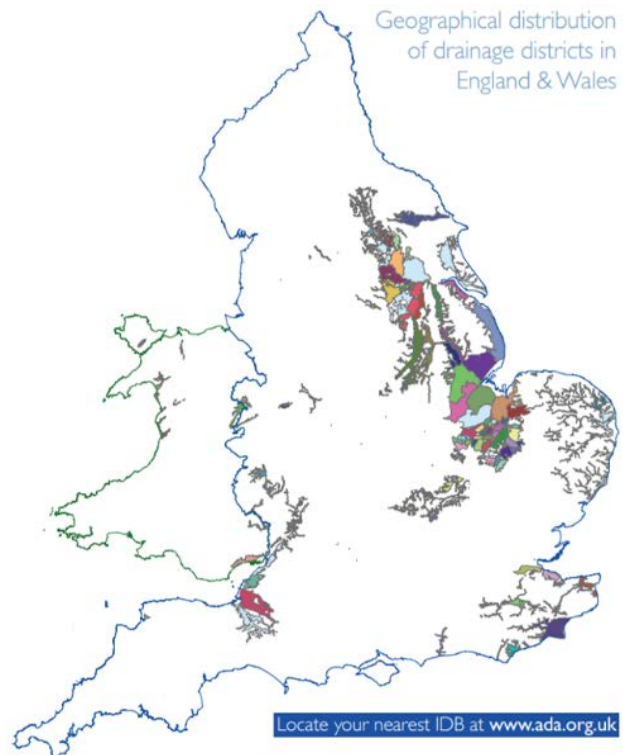 Geographical distribution
of drainage districts in
England & Wales
Locate your nearest IDB at www.ada.org.uk